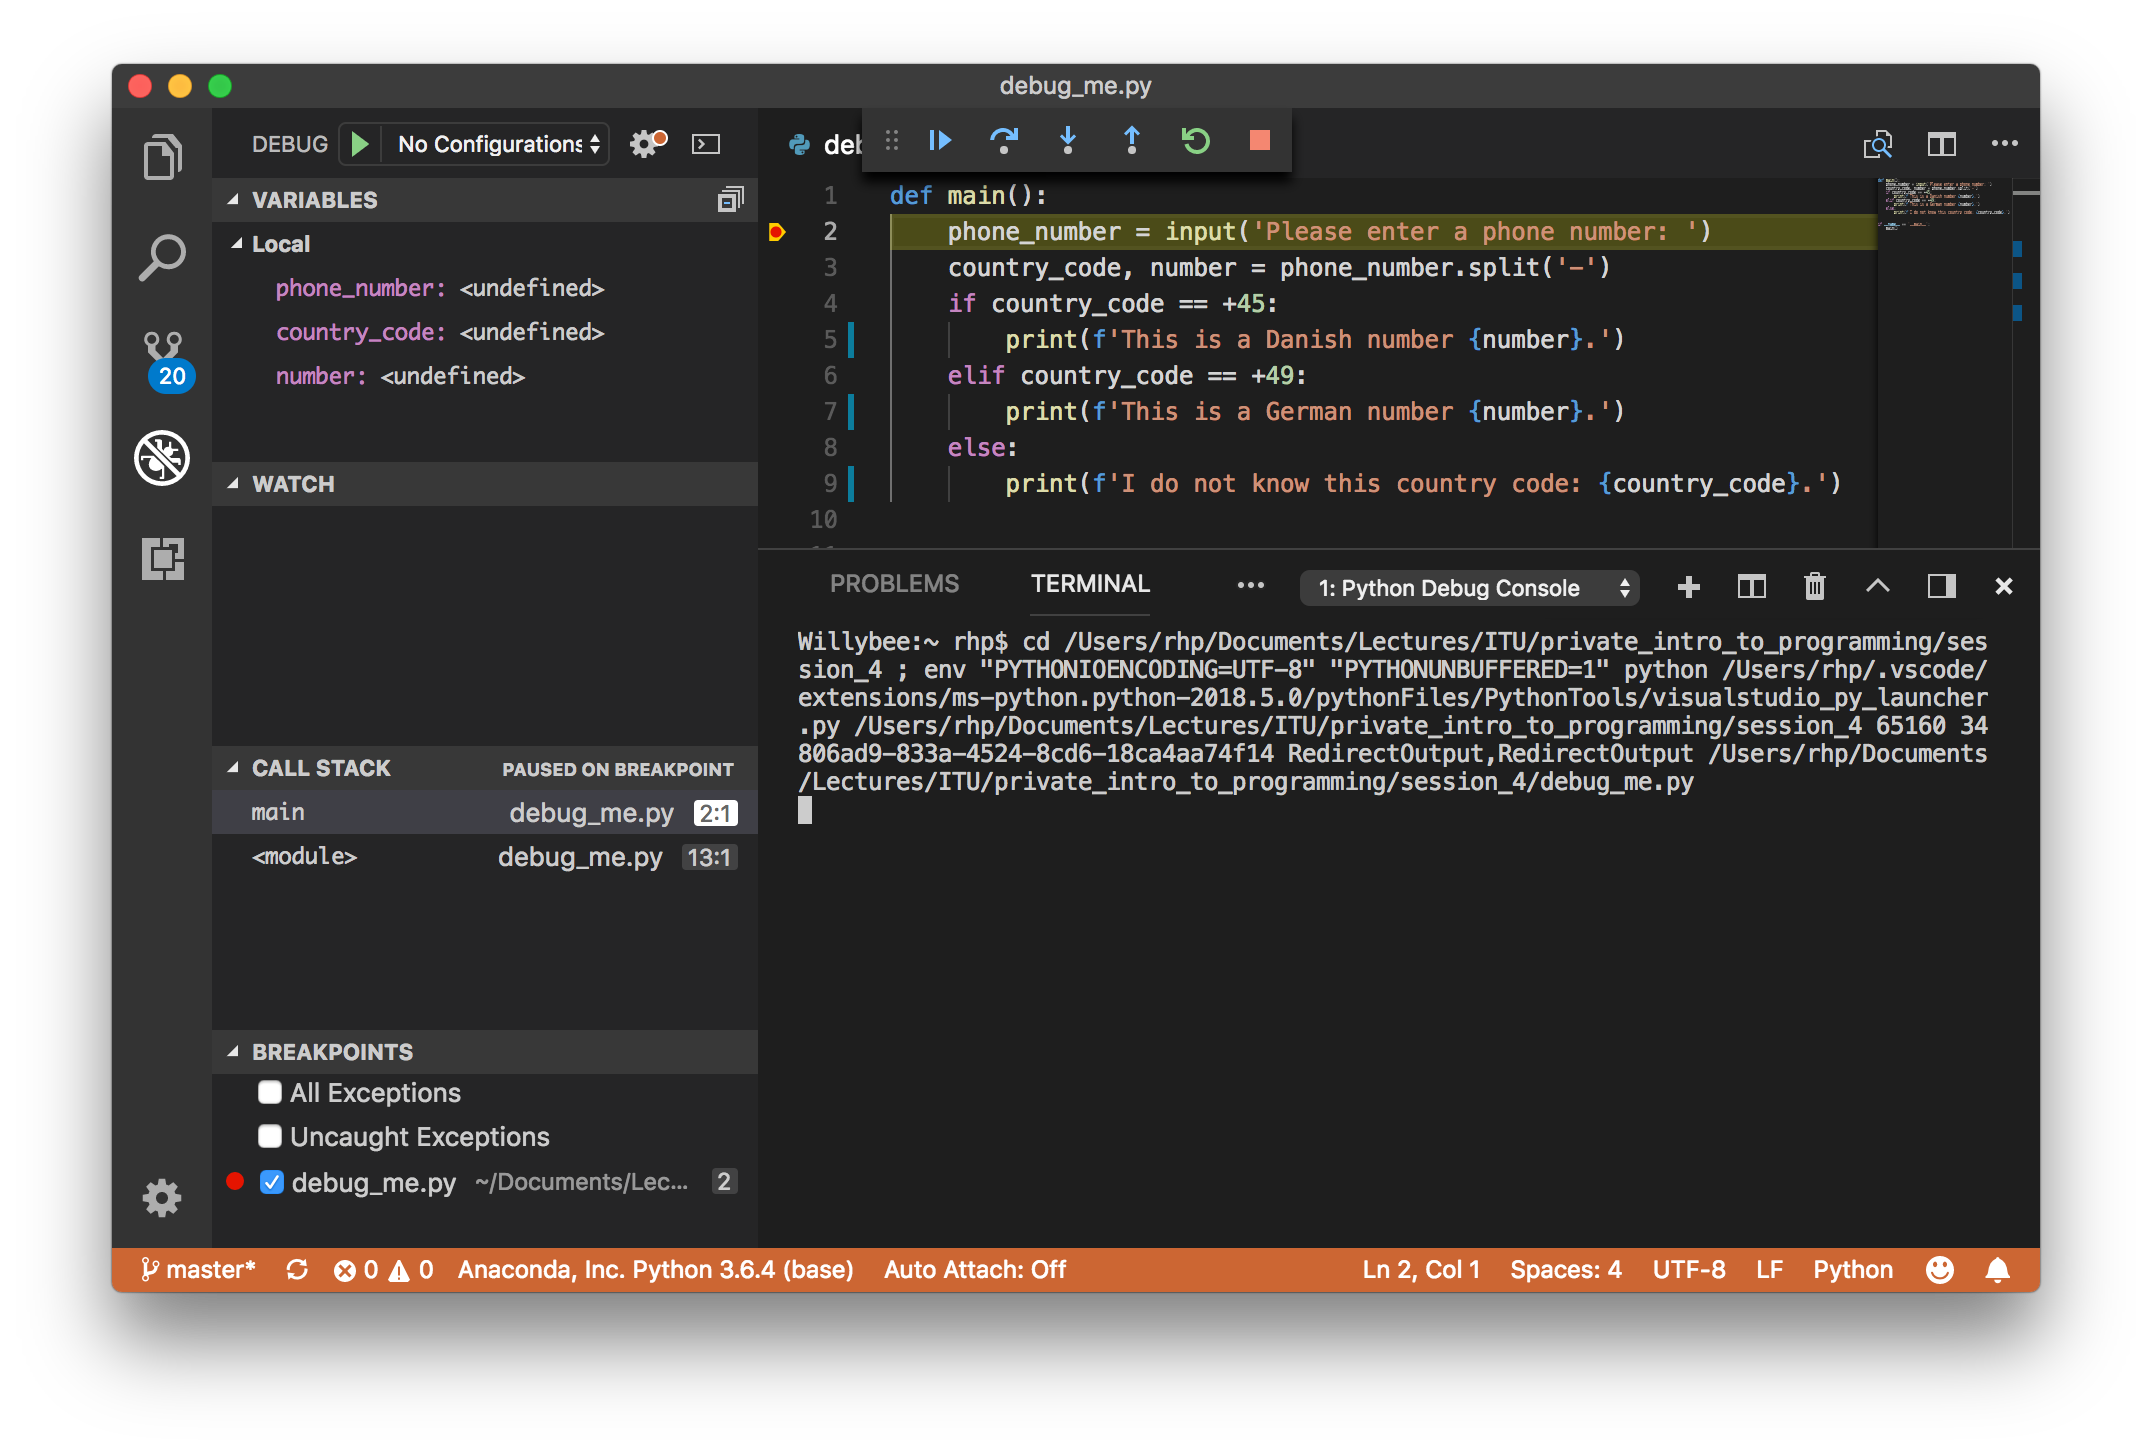 debug_me.py
DEBUG No Configurations
VARIABLES
Local
phone_number: <undefined>
country_code: <undefined>
number: <undefined>
20
WATCH
CALL STACK PAUSED ON BREAKPOINT
main debug_me.py 2:1
<module> debug_me.py 13:1
BREAKPOINTS
All Exceptions
Uncaught Exceptions
debug_me.py ~/Documents/Lec... 2
deb
1 def main():
2 phone_number = input('Please enter a phone number: ')
3 country_code, number = phone_number.split('-')
4 if country_code == +45:
5 print(f'This is a Danish number {number}.')
6 elif country_code == +49:
7 print(f'This is a German number {number}.')
8 else:
9 print(f'I do not know this country code: {country_code}.')
10
PROBLEMS TERMINAL ••• 1: Python Debug Console
Willybee:~ rhp$ cd /Users/rhp/Documents/Lectures/ITU/private_intro_to_programming/ses
sion_4 ; env "PYTHONIOENCODING=UTF-8" "PYTHONUNBUFFERED=1" python /Users/rhp/.vscode/
extensions/ms-python.python-2018.5.0/pythonFiles/PythonTools/visualstudio_py_launcher
.py /Users/rhp/Documents/Lectures/ITU/private_intro_to_programming/session_4 65160 34
806ad9-833a-4524-8cd6-18ca4aa74f14 RedirectOutput,RedirectOutput /Users/rhp/Documents
/Lectures/ITU/private_intro_to_programming/session_4/debug_me.py
master* 0 0 Anaconda, Inc. Python 3.6.4 (base) Auto Attach: Off Ln 2, Col 1 Spaces: 4 UTF-8 LF Python